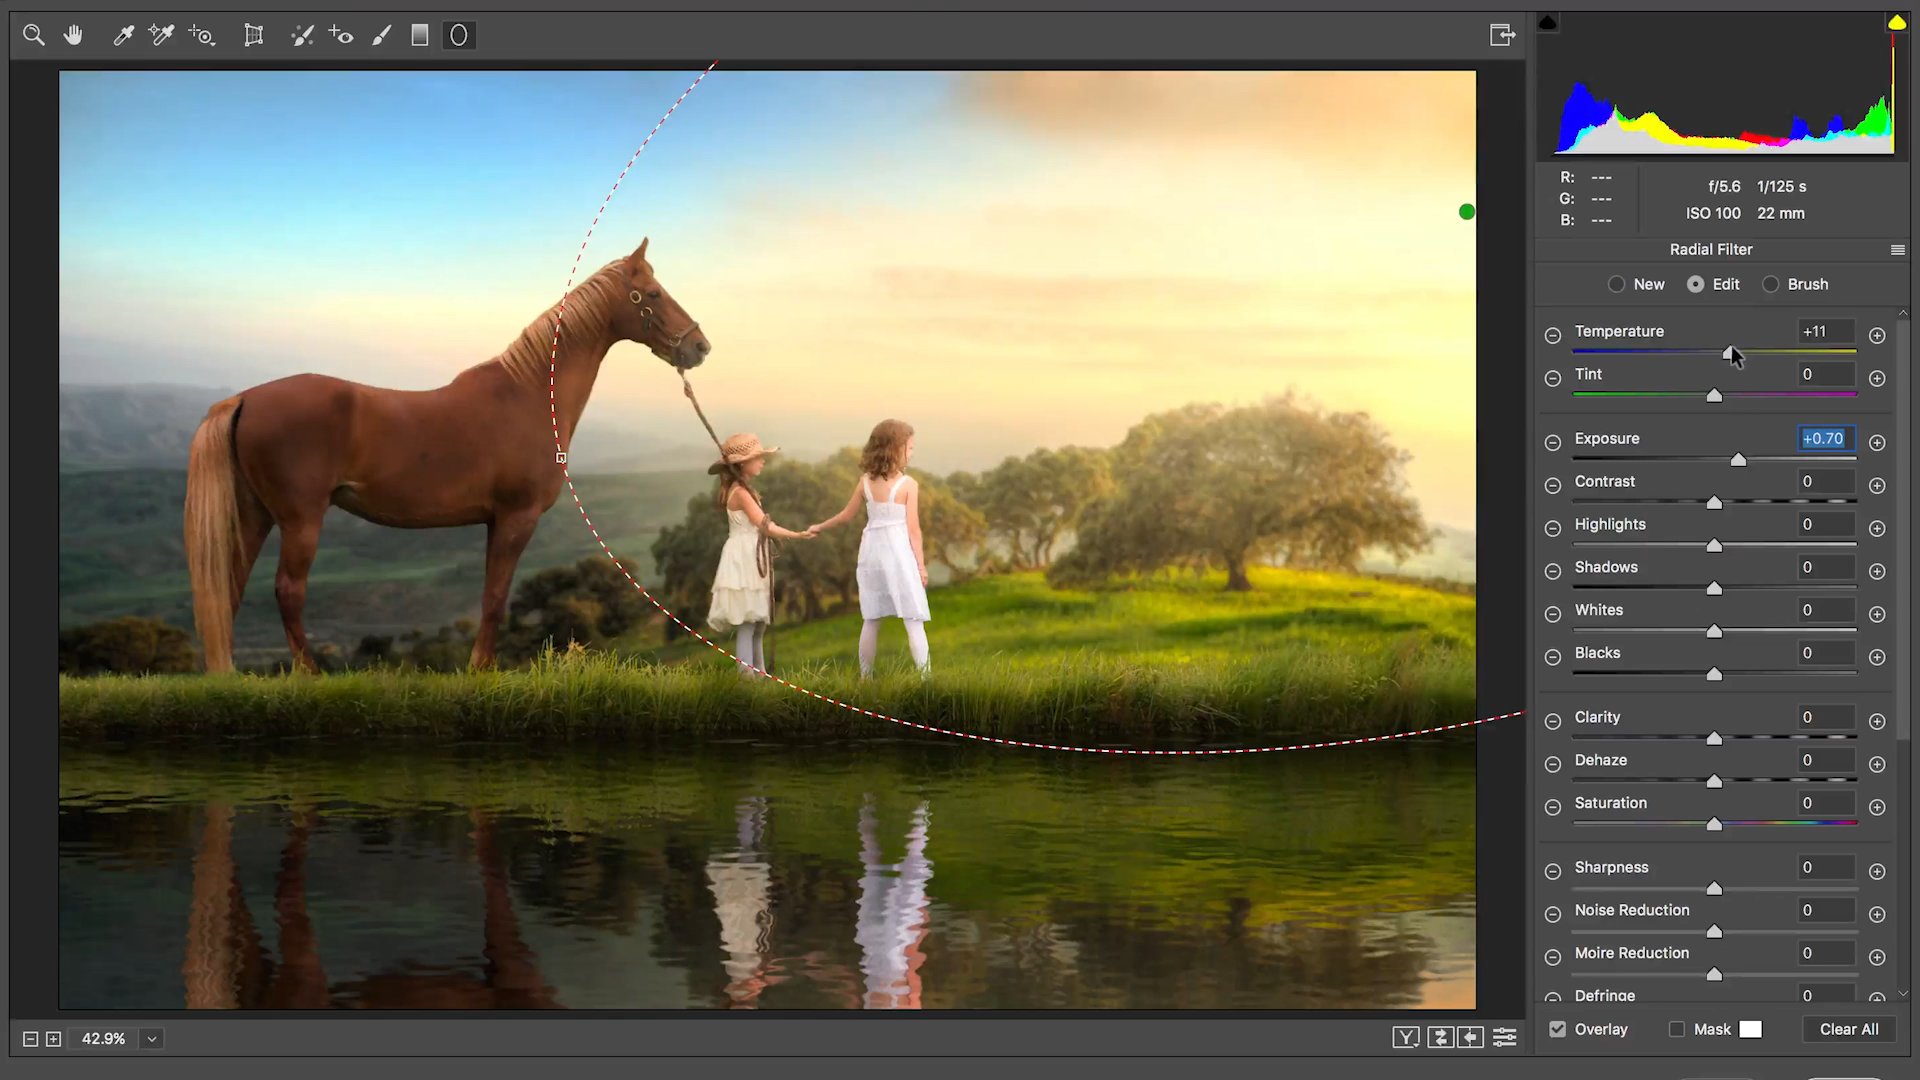 R: ---
G: ---
B: ---
f/5.6 1/125 s
ISO 100 22 mm
Radial Filter
New Edit Brush
Temperature +11
Tint 0
Exposure +0.70
Contrast 0
Highlights 0
Shadows 0
Whites 0
Blacks 0
Clarity 0
Dehaze 0
Saturation 0
Sharpness 0
Noise Reduction 0
Moire Reduction 0
Defringe 0
42.9%
Y
Overlay Mask Clear All